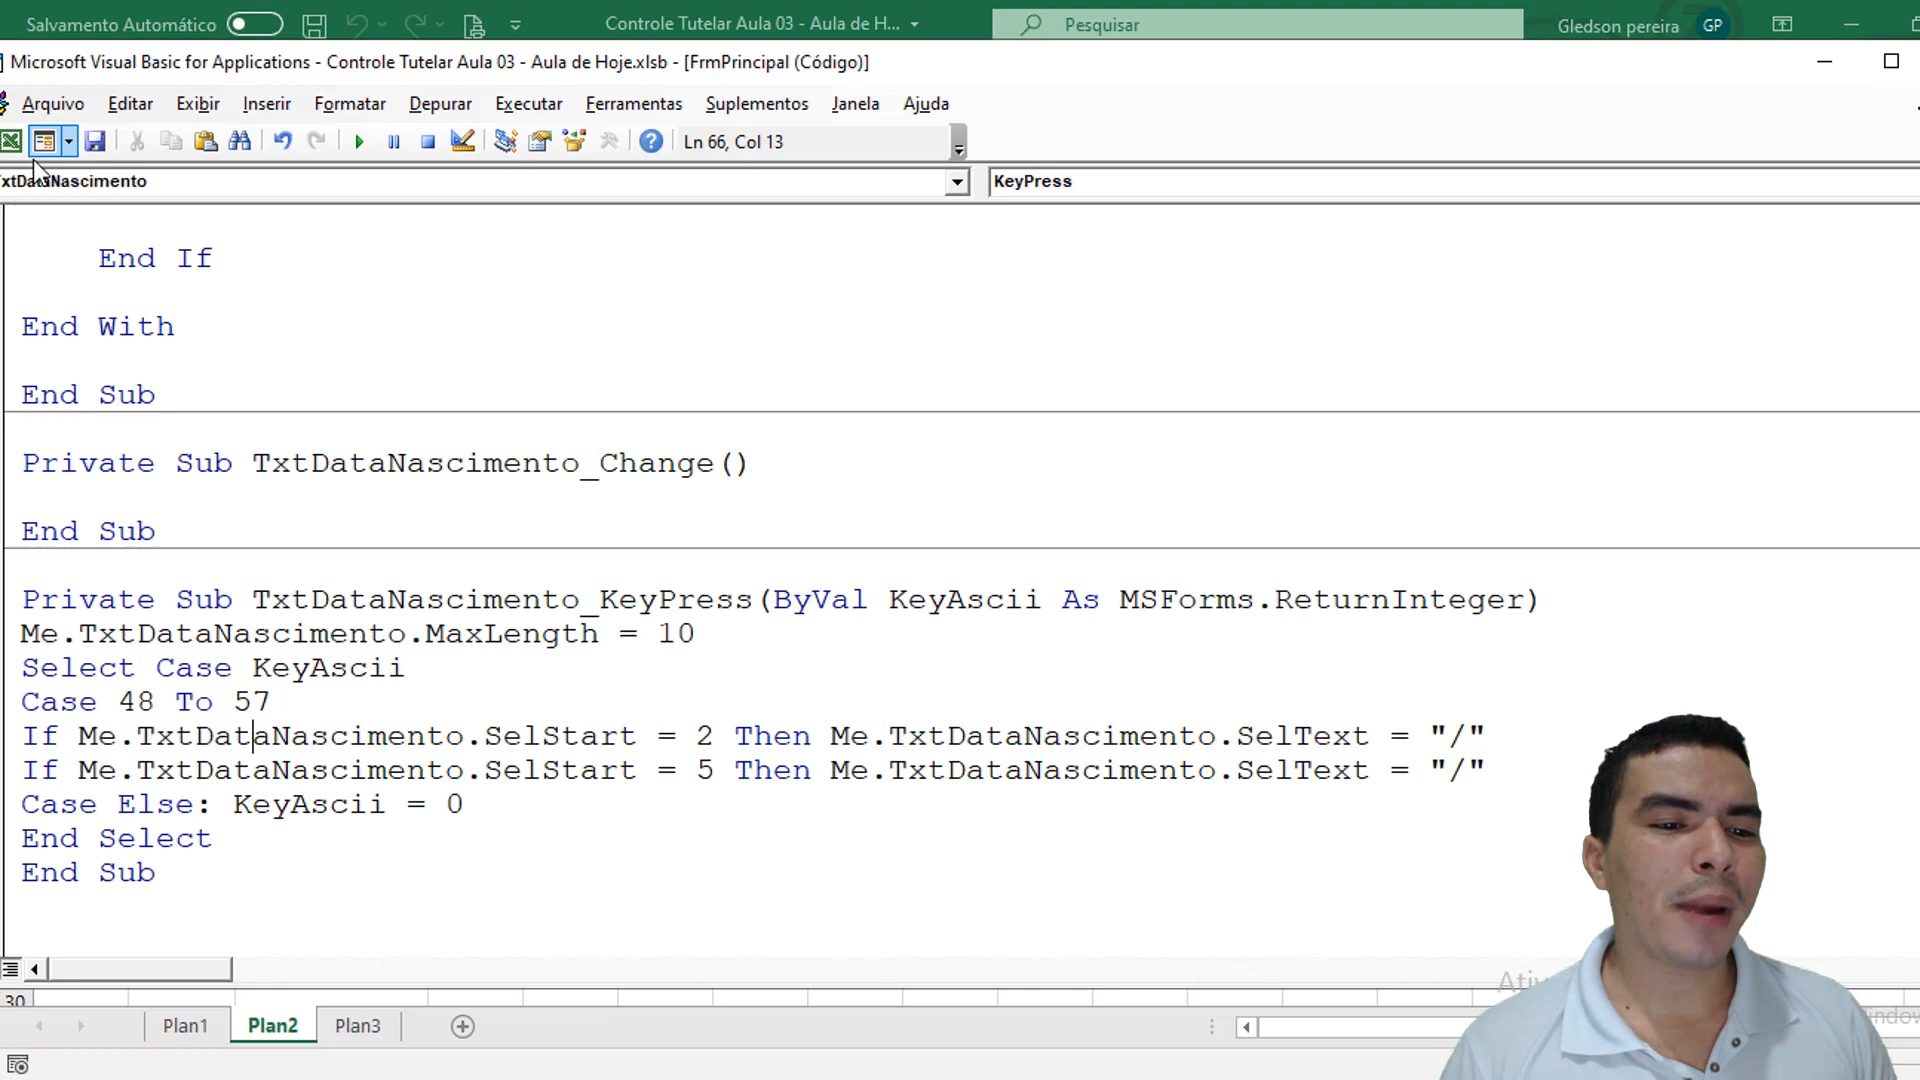 Salvamento Automático
Controle Tutelar Aula 03 - Aula de H...
Pesquisar
Gledson pereira
GP
Microsoft Visual Basic for Applications - Controle Tutelar Aula 03 - Aula de Hoje.xlsb - [FrmPrincipal (Código)]
Arquivo Editar Exibir Inserir Formatar Depurar Executar Ferramentas Suplementos Janela Ajuda
Ln 66, Col 13
xtDataNascimento
KeyPress
End If
End With
End Sub
Private Sub TxtDataNascimento_Change()
End Sub
Private Sub TxtDataNascimento_KeyPress(ByVal KeyAscii As MSForms.ReturnInteger)
Me.TxtDataNascimento.MaxLength = 10
Select Case KeyAscii
Case 48 To 57
If Me.TxtDataNascimento.SelStart = 2 Then Me.TxtDataNascimento.SelText = "/"
If Me.TxtDataNascimento.SelStart = 5 Then Me.TxtDataNascimento.SelText = "/"
Case Else: KeyAscii = 0
End Select
End Sub
30
Plan1 Plan2 Plan3